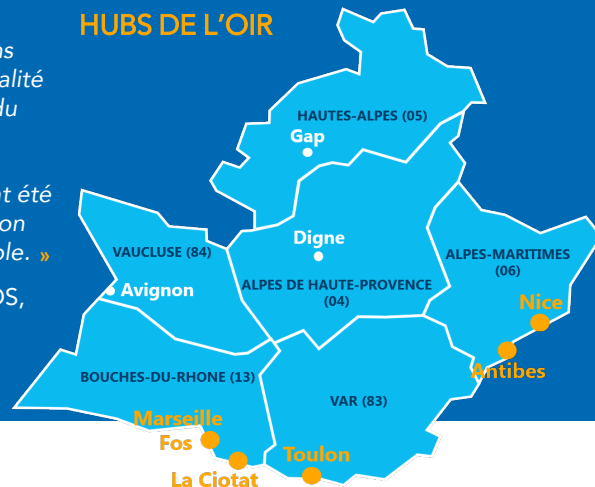 HUBS DE L'OIR
ns
alité
du
t été
on
ole. »
OS,
HAUTES-ALPES (05)
Gap
Digne
VAUCLUSE (84)
Avignon
ALPES DE HAUTE-PROVENCE
(04)
ALPES-MARITIMES
(06)
Nice
Antibes
BOUCHES-DU-RHONE (13)
VAR (83)
Marseille
Fos
La Ciotat
Toulon